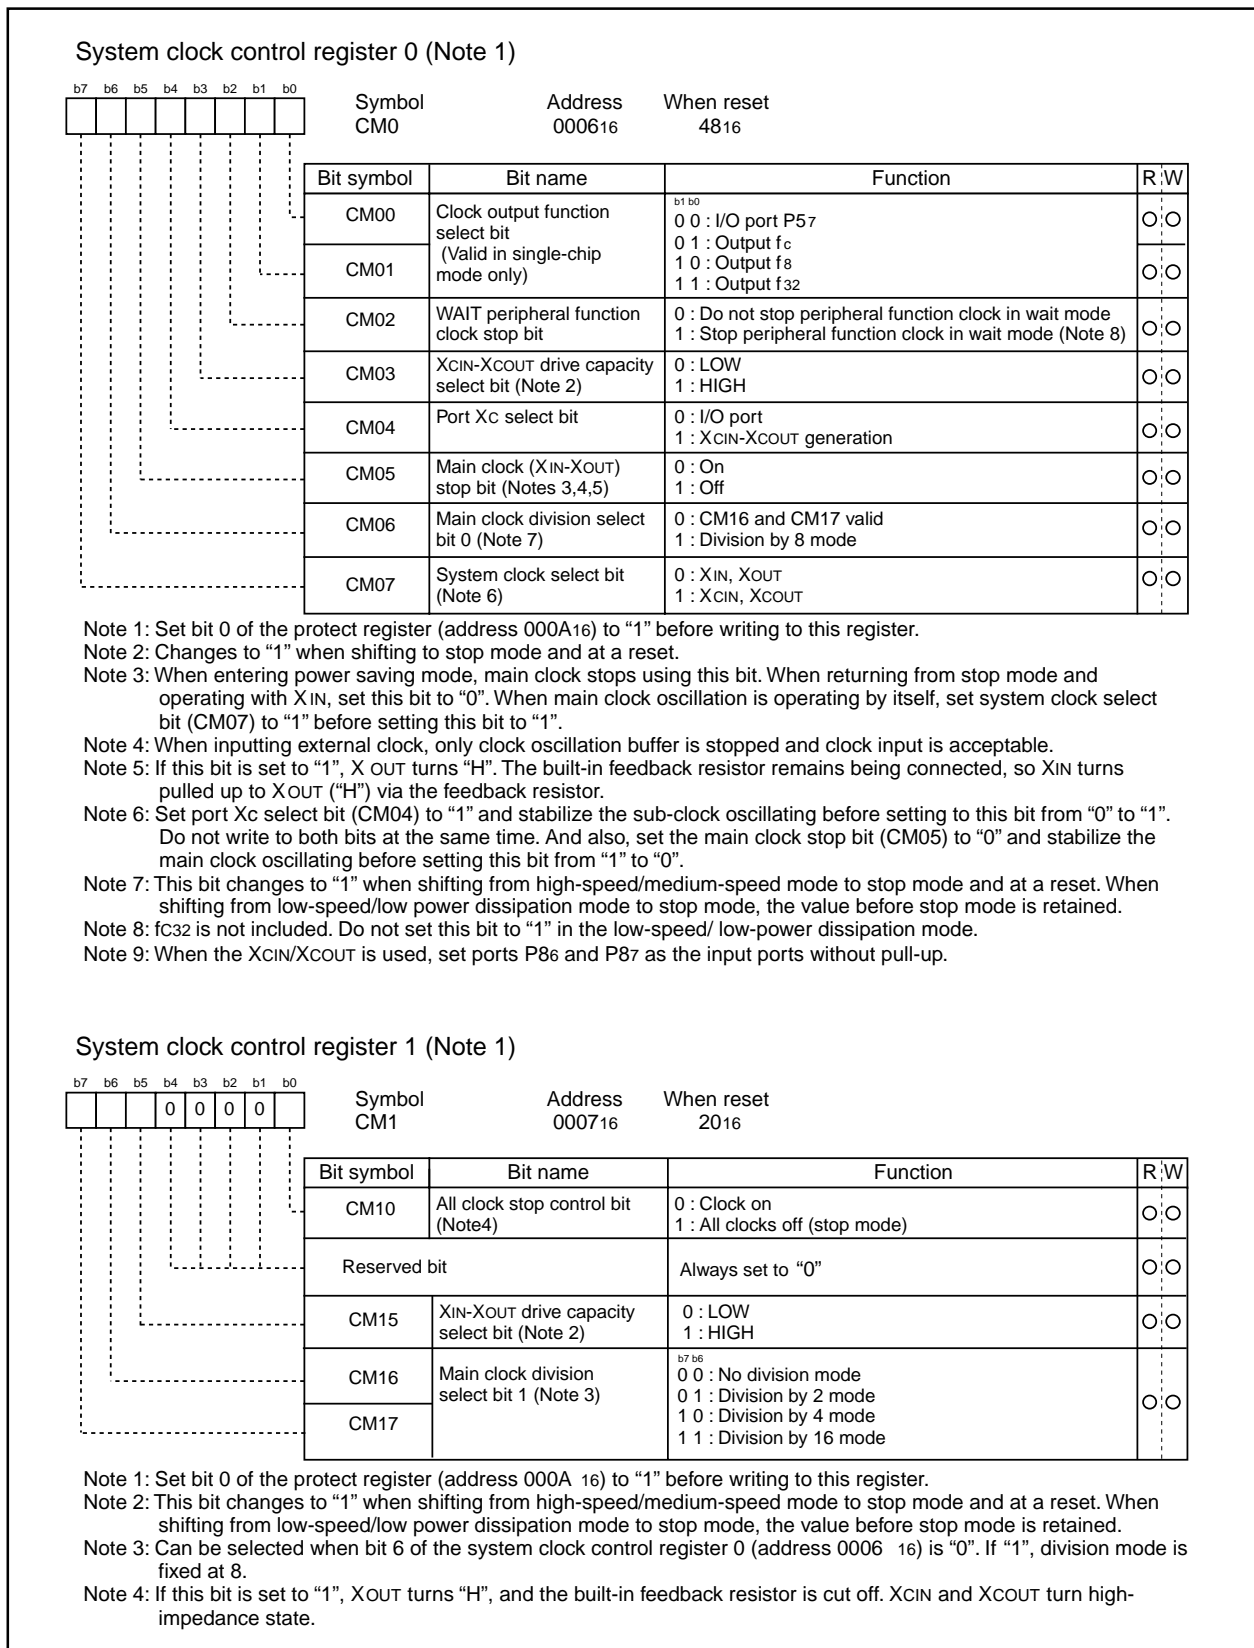 System clock control register 0 (Note 1)
b7 b6 b5 b4 b3 b2 b1 b0
Symbol Address When reset
CM0 000616 4816
Bit symbol Bit name Function R W
CM00 Clock output function
select bit
(Valid in single-chip
mode only)
b1 b0
0 0 : I/O port P57
0 1 : Output fC
1 0 : Output f8
1 1 : Output f32
CM01
CM02 WAIT peripheral function
clock stop bit
0 : Do not stop peripheral function clock in wait mode
1 : Stop peripheral function clock in wait mode (Note 8)
CM03 XCIN-XCOUT drive capacity
select bit (Note 2)
0 : LOW
1 : HIGH
CM04 Port XC select bit
0 : I/O port
1 : XCIN-XCOUT generation
CM05 Main clock (XIN-XOUT)
stop bit (Notes 3,4,5)
0 : On
1 : Off
CM06 Main clock division select
bit 0 (Note 7)
0 : CM16 and CM17 valid
1 : Division by 8 mode
CM07 System clock select bit
(Note 6)
0 : XIN, XOUT
1 : XCIN, XCOUT
Note 1: Set bit 0 of the protect register (address 000A16) to “1” before writing to this register.
Note 2: Changes to “1” when shifting to stop mode and at a reset.
Note 3: When entering power saving mode, main clock stops using this bit. When returning from stop mode and
operating with XIN, set this bit to “0”. When main clock oscillation is operating by itself, set system clock select
bit (CM07) to “1” before setting this bit to “1”.
Note 4: When inputting external clock, only clock oscillation buffer is stopped and clock input is acceptable.
Note 5: If this bit is set to “1”, X OUT turns “H”. The built-in feedback resistor remains being connected, so XIN turns
pulled up to XOUT (“H”) via the feedback resistor.
Note 6: Set port Xc select bit (CM04) to “1” and stabilize the sub-clock oscillating before setting to this bit from “0” to “1”.
Do not write to both bits at the same time. And also, set the main clock stop bit (CM05) to “0” and stabilize the
main clock oscillating before setting this bit from “1” to “0”.
Note 7: This bit changes to “1” when shifting from high-speed/medium-speed mode to stop mode and at a reset. When
shifting from low-speed/low power dissipation mode to stop mode, the value before stop mode is retained.
Note 8: fC32 is not included. Do not set this bit to “1” in the low-speed/ low-power dissipation mode.
Note 9: When the XCIN/XCOUT is used, set ports P86 and P87 as the input ports without pull-up.
System clock control register 1 (Note 1)
b7 b6 b5 b4 b3 b2 b1 b0
0 0 0 0
Symbol Address When reset
CM1 000716 2016
Bit symbol Bit name Function R W
CM10 All clock stop control bit
(Note4)
0 : Clock on
1 : All clocks off (stop mode)
Reserved bit Always set to “0”
CM15 XIN-XOUT drive capacity
select bit (Note 2)
0 : LOW
1 : HIGH
CM16 Main clock division
select bit 1 (Note 3)
b7 b6
0 0 : No division mode
0 1 : Division by 2 mode
1 0 : Division by 4 mode
1 1 : Division by 16 mode
CM17
Note 1: Set bit 0 of the protect register (address 000A 16) to “1” before writing to this register.
Note 2: This bit changes to “1” when shifting from high-speed/medium-speed mode to stop mode and at a reset. When
shifting from low-speed/low power dissipation mode to stop mode, the value before stop mode is retained.
Note 3: Can be selected when bit 6 of the system clock control register 0 (address 0006 16) is “0”. If “1”, division mode is
fixed at 8.
Note 4: If this bit is set to “1”, XOUT turns “H”, and the built-in feedback resistor is cut off. XCIN and XCOUT turn high-
impedance state.